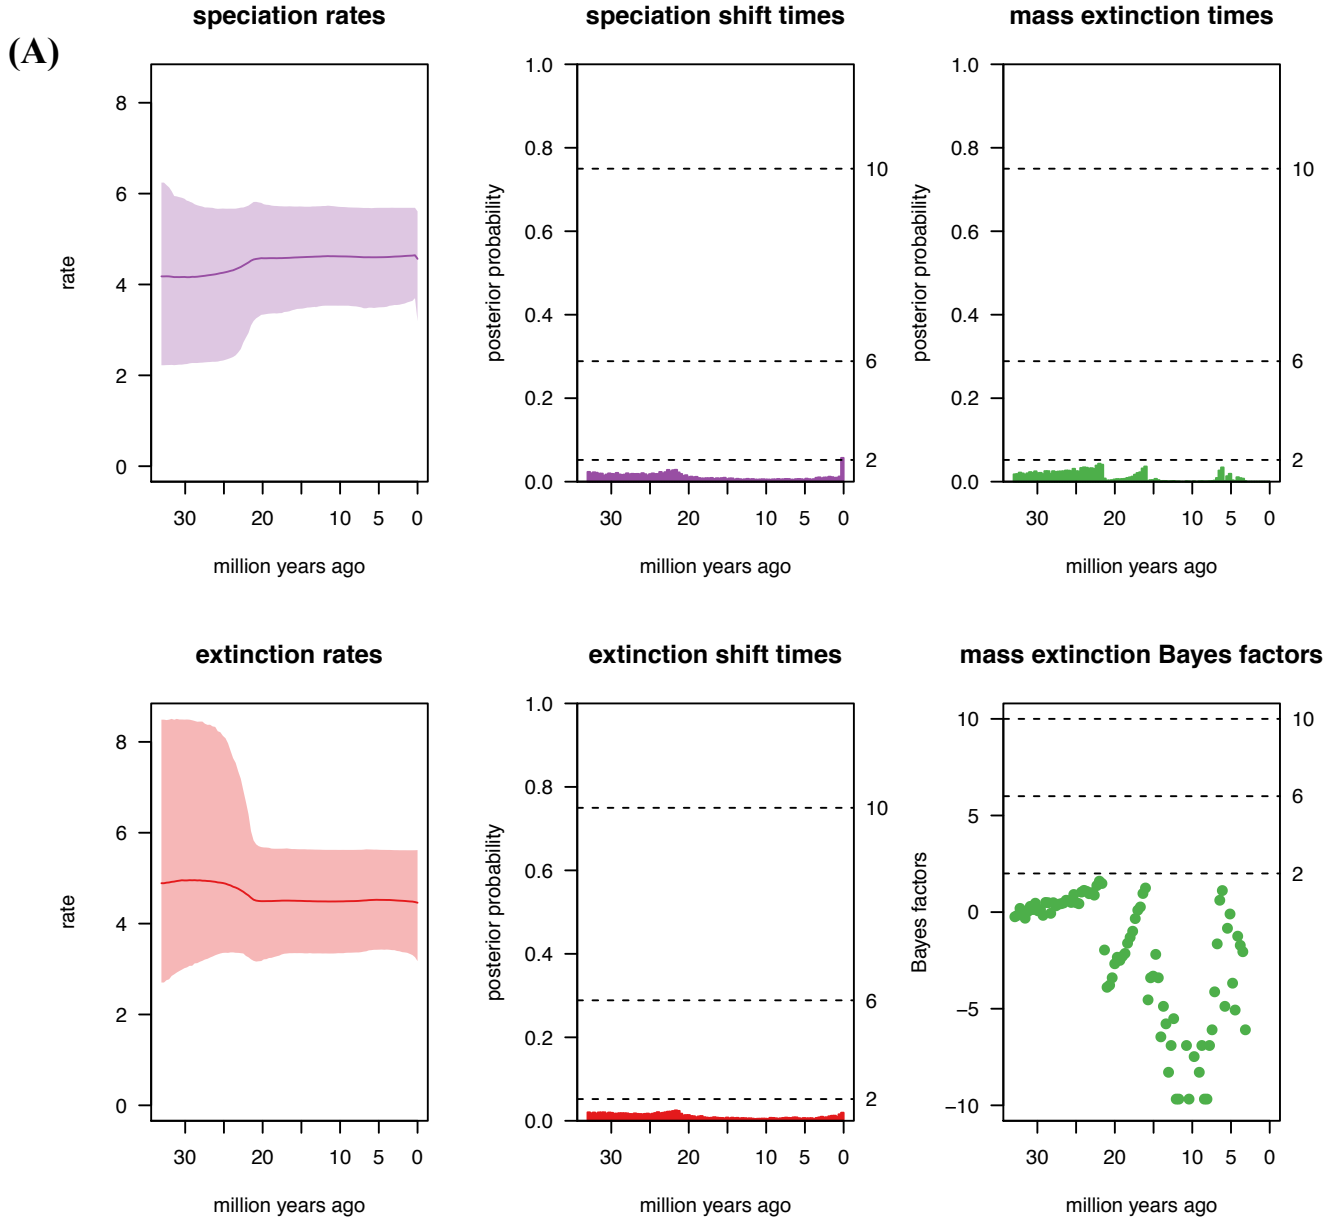 (A)
speciation rates
8
6
4
2
0
rate
30 20 10 5 0
million years ago
speciation shift times
1.0
0.8
0.6
0.4
0.2
0.0
posterior probability
10
6
2
30 20 10 5 0
million years ago
mass extinction times
1.0
0.8
0.6
0.4
0.2
0.0
posterior probability
10
6
2
30 20 10 5 0
million years ago
extinction rates
8
6
4
2
0
rate
30 20 10 5 0
million years ago
extinction shift times
1.0
0.8
0.6
0.4
0.2
0.0
posterior probability
10
6
2
30 20 10 5 0
million years ago
mass extinction Bayes factors
10
5
0
−5
−10
Bayes factors
10
6
2
30 20 10 5 0
million years ago